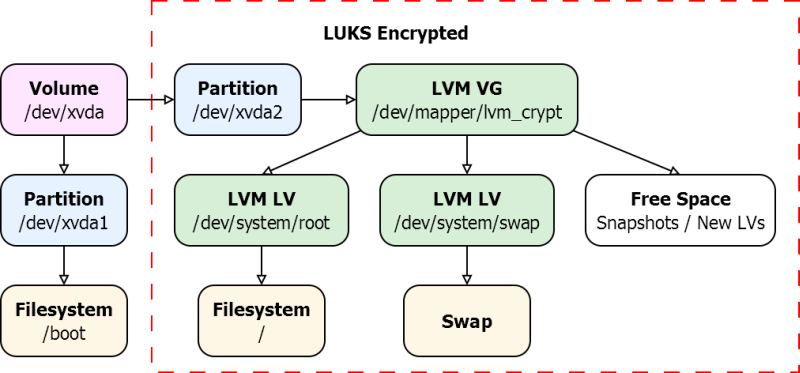 LUKS Encrypted
Volume
/dev/xvda
Partition
/dev/xvda2
LVM VG
/dev/mapper/lvm_crypt
Partition
/dev/xvda1
LVM LV
/dev/system/root
LVM LV
/dev/system/swap
Free Space
Snapshots / New LVs
Filesystem
/boot
Filesystem
/
Swap